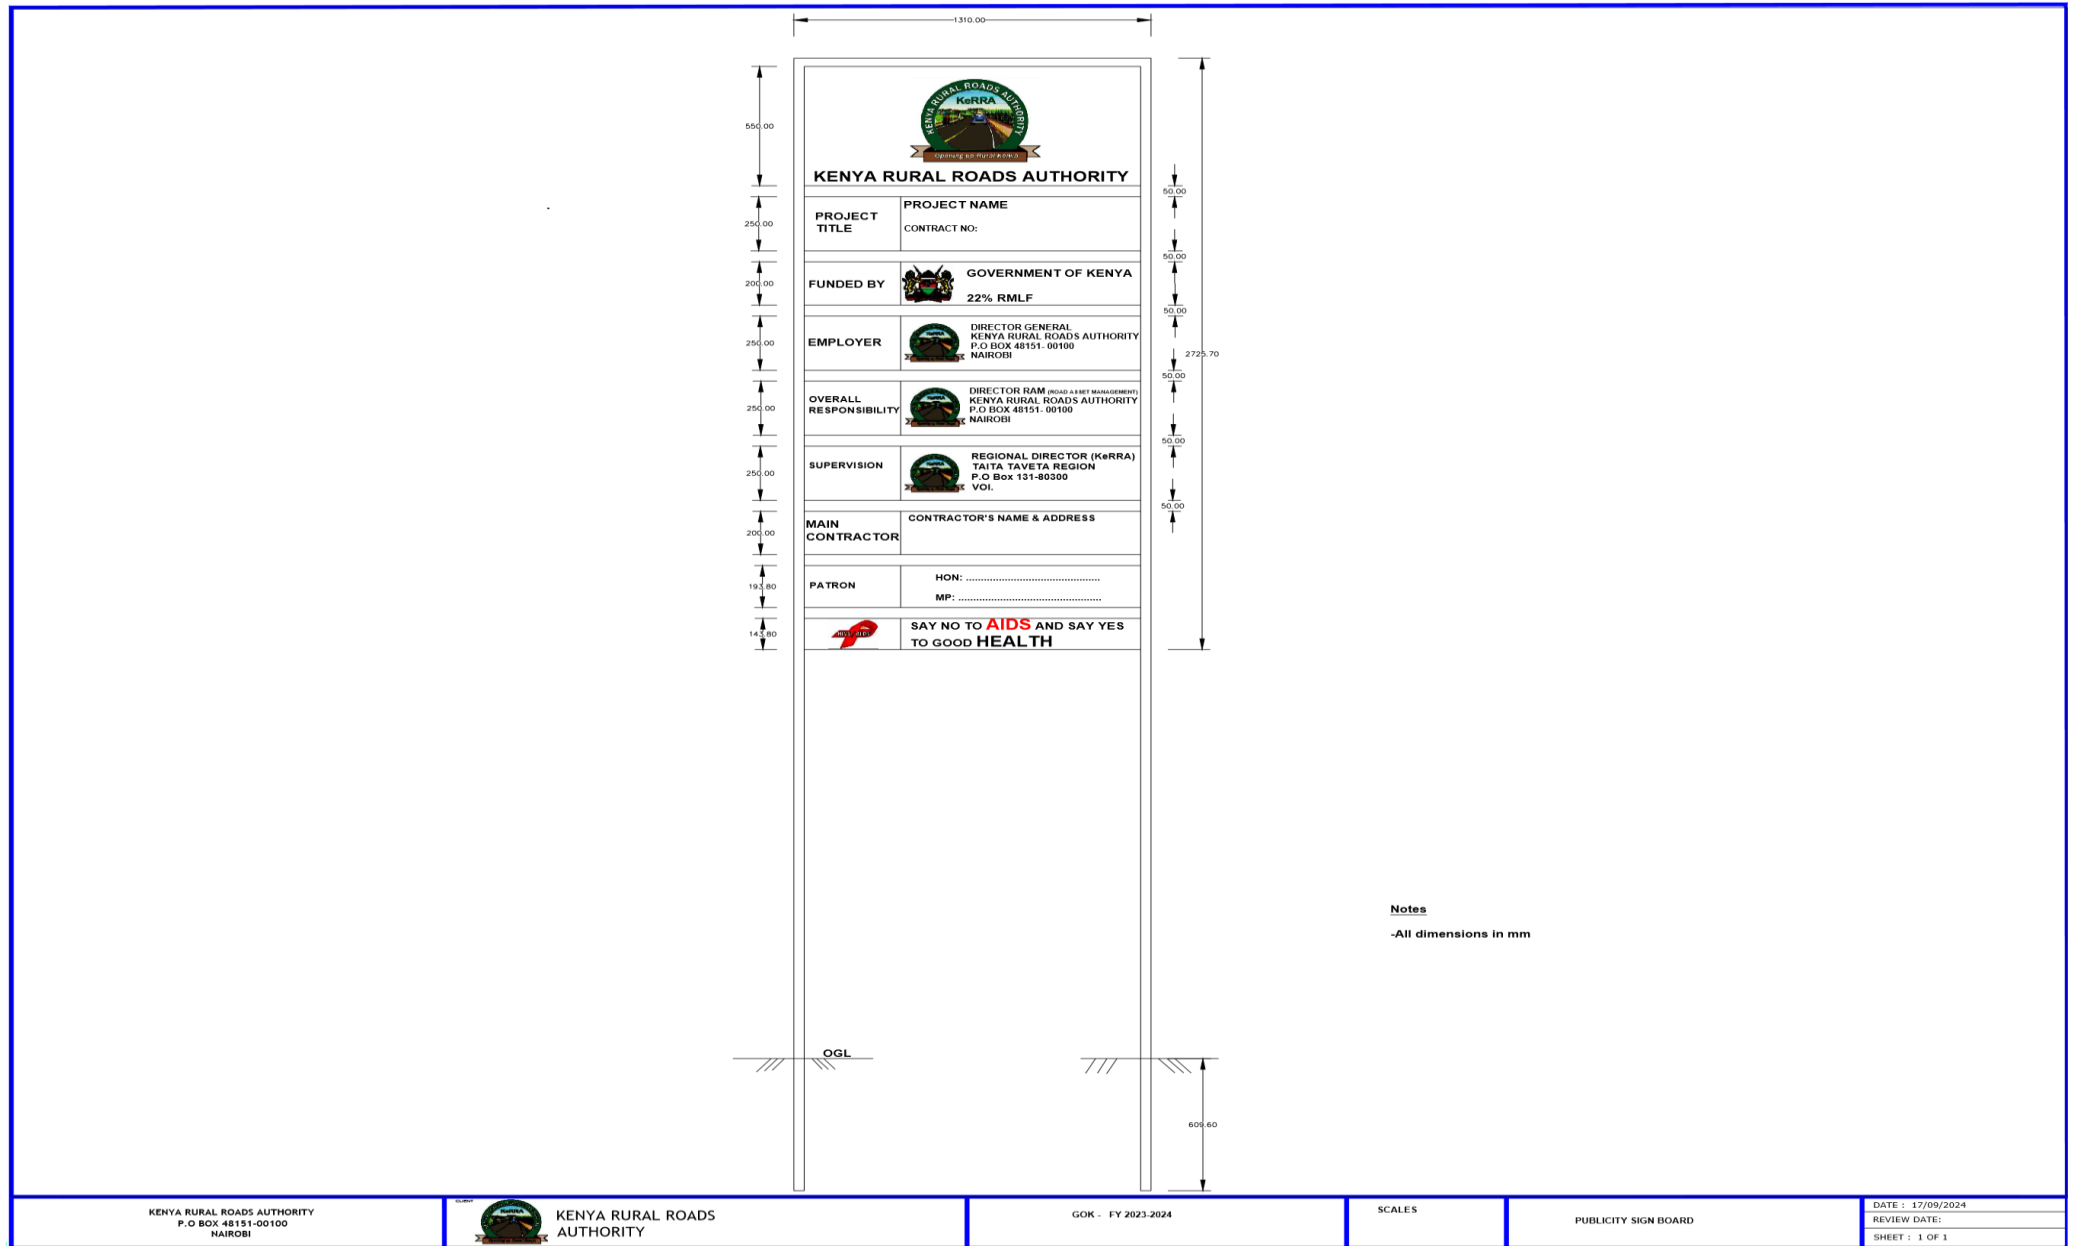 1310.00
KENYA RURAL ROADS AUTHORITY
KeRRA
Opening up Rural Kenya
550.00
KENYA RURAL ROADS AUTHORITY
50.00
PROJECT TITLE
PROJECT NAME
CONTRACT NO:
250.00
50.00
FUNDED BY
GOVERNMENT OF KENYA
22% RMLF
200.00
50.00
EMPLOYER
DIRECTOR GENERAL
KENYA RURAL ROADS AUTHORITY
P.O BOX 48151- 00100
NAIROBI
250.00
2725.70
50.00
OVERALL
RESPONSIBILITY
DIRECTOR RAM (ROAD ASSET MANAGEMENT)
KENYA RURAL ROADS AUTHORITY
P.O BOX 48151- 00100
NAIROBI
250.00
50.00
SUPERVISION
REGIONAL DIRECTOR (KeRRA)
TAITA TAVETA REGION
P.O Box 131-80300
VOI.
250.00
50.00
MAIN
CONTRACTOR
CONTRACTOR'S NAME & ADDRESS
200.00
PATRON
HON: .............................................
MP: ................................................
193.80
143.80
HIV/ AIDS
SAY NO TO AIDS AND SAY YES
TO GOOD HEALTH
Notes
-All dimensions in mm
OGL
609.60
KENYA RURAL ROADS AUTHORITY
P.O BOX 48151-00100
NAIROBI
CLIENT
KENYA RURAL ROADS
AUTHORITY
GOK - FY 2023-2024
SCALES
PUBLICITY SIGN BOARD
DATE : 17/09/2024
REVIEW DATE:
SHEET : 1 OF 1